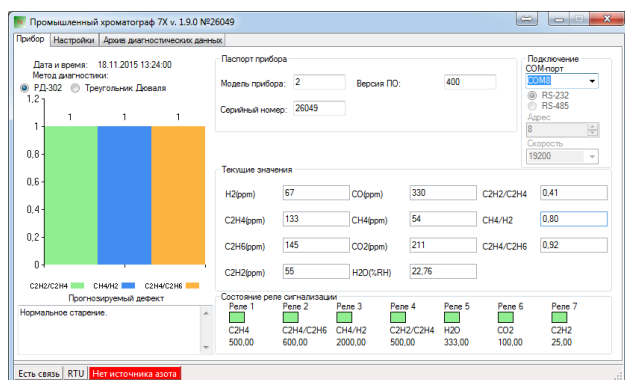 Промышленный хроматограф 7X v. 1.9.0 №26049
Прибор Настройки Архив диагностических данных
Дата и время: 18.11.2015 13:24:00
Метод диагностики:
РД-302 Треугольник Дюваля
1,2
1
0,8
0,6
0,4
0,2
0
1 1 1
C2H2/C2H4 CH4/H2 C2H4/C2H6
Прогнозируемый дефект
Нормальное старение.
Паспорт прибора
Модель прибора: 2 Версия ПО: 400
Серийный номер: 26049
Подключение
COM-порт
COM8
RS-232
RS-485
Адрес
8
Скорость
19200
Текущие значения
H2(ppm) 67 CO(ppm) 330 C2H2/C2H4 0,41
C2H4(ppm) 133 CH4(ppm) 54 CH4/H2 0,80
C2H6(ppm) 145 CO2(ppm) 211 C2H4/C2H6 0,92
C2H2(ppm) 55 H2O(%RH) 22.76
Состояние реле сигнализации
Реле 1 Реле 2 Реле 3 Реле 4 Реле 5 Реле 6 Реле 7
C2H4 C2H4/C2H6 CH4/H2 C2H2/C2H4 H2O CO2 C2H2
500,00 600,00 2000,00 500,00 333,00 100,00 25,00
Есть связь RTU Нет источника азота